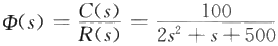 Φ(s) = C(s)/R(s) = 100/(2s² + s + 500)